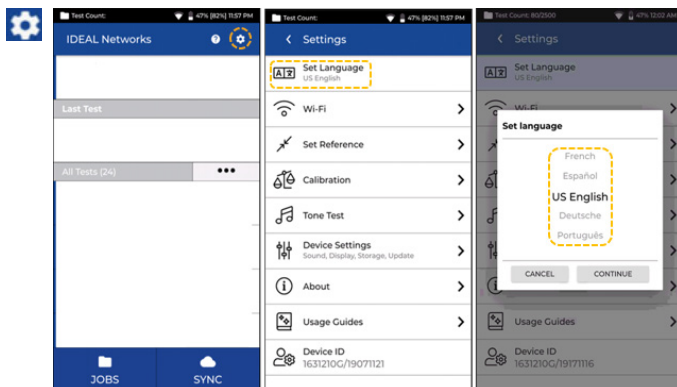 Test Count: 47% [82%] 11:57 PM
IDEAL Networks
Last Test
All Tests (24)
JOBS SYNC
Test Count: 47% [82%] 11:57 PM
Settings
Set Language
US English
Wi-Fi
Set Reference
Calibration
Tone Test
Device Settings
Sound, Display, Storage, Update
About
Usage Guides
Device ID
1631210G/19071121
Test Count: 80/2500 47% 12:02 AM
Settings
Set Language
US English
Wi-Fi
Set language
French
Español
US English
Deutsche
Português
CANCEL CONTINUE
Usage Guides
Device ID
1631210G/19171116